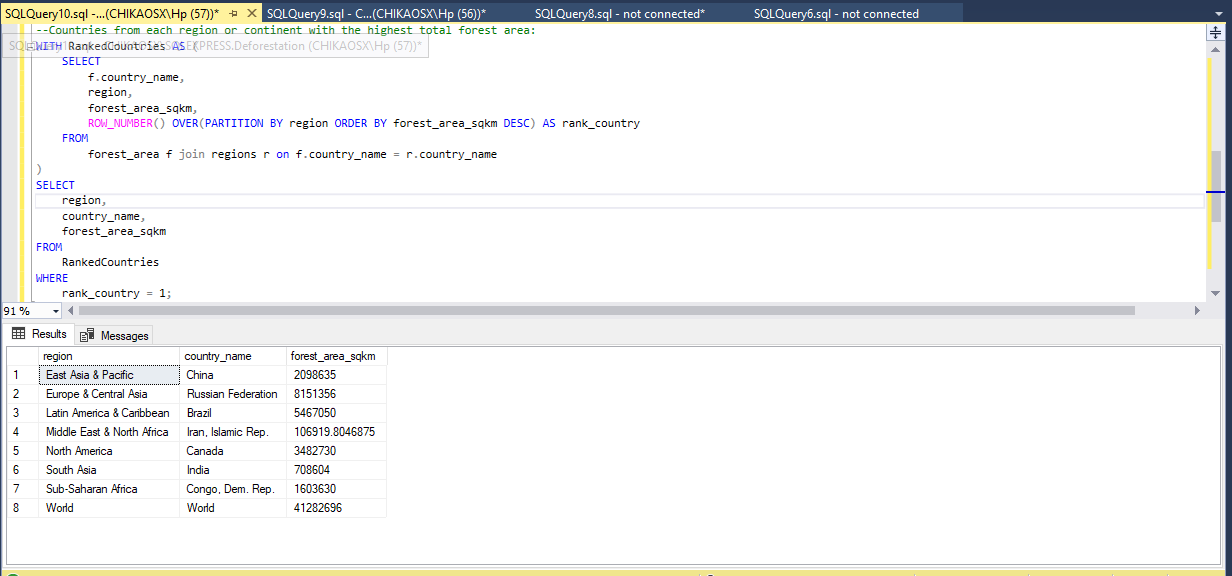 SQLQuery10.sql -...(CHIKAOSX\Hp (57))* SQLQuery9.sql - C...(CHIKAOSX\Hp (56))* SQLQuery8.sql - not connected* SQLQuery6.sql - not connected
--Countries from each region or continent with the highest total forest area:
WITH RankedCountries AS (
EXPRESS.Deforestation (CHIKAOSX\Hp (57))*
SELECT
f.country_name,
region,
forest_area_sqkm,
ROW_NUMBER() OVER(PARTITION BY region ORDER BY forest_area_sqkm DESC) AS rank_country
FROM
forest_area f join regions r on f.country_name = r.country_name
)
SELECT
region,
country_name,
forest_area_sqkm
FROM
RankedCountries
WHERE
rank_country = 1;
91 %
Results Messages
region country_name forest_area_sqkm
1 East Asia & Pacific China 2098635
2 Europe & Central Asia Russian Federation 8151356
3 Latin America & Caribbean Brazil 5467050
4 Middle East & North Africa Iran, Islamic Rep. 106919.8046875
5 North America Canada 3482730
6 South Asia India 708604
7 Sub-Saharan Africa Congo, Dem. Rep. 1603630
8 World World 41282696